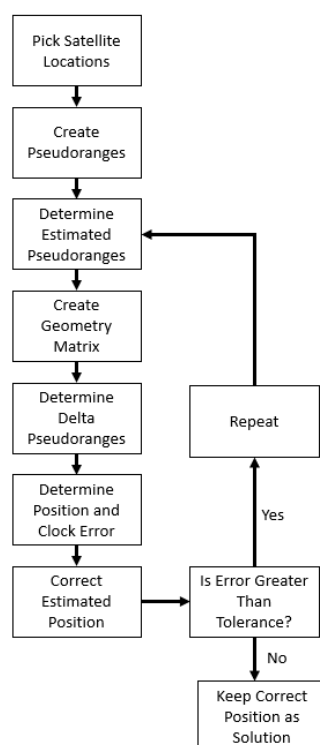 Pick Satellite
Locations
Create
Pseudoranges
Determine
Estimated
Pseudoranges
Create
Geometry
Matrix
Determine
Delta
Pseudoranges
Determine
Position and
Clock Error
Correct
Estimated
Position
Is Error Greater
Than
Tolerance?
Yes
Repeat
No
Keep Correct
Position as
Solution